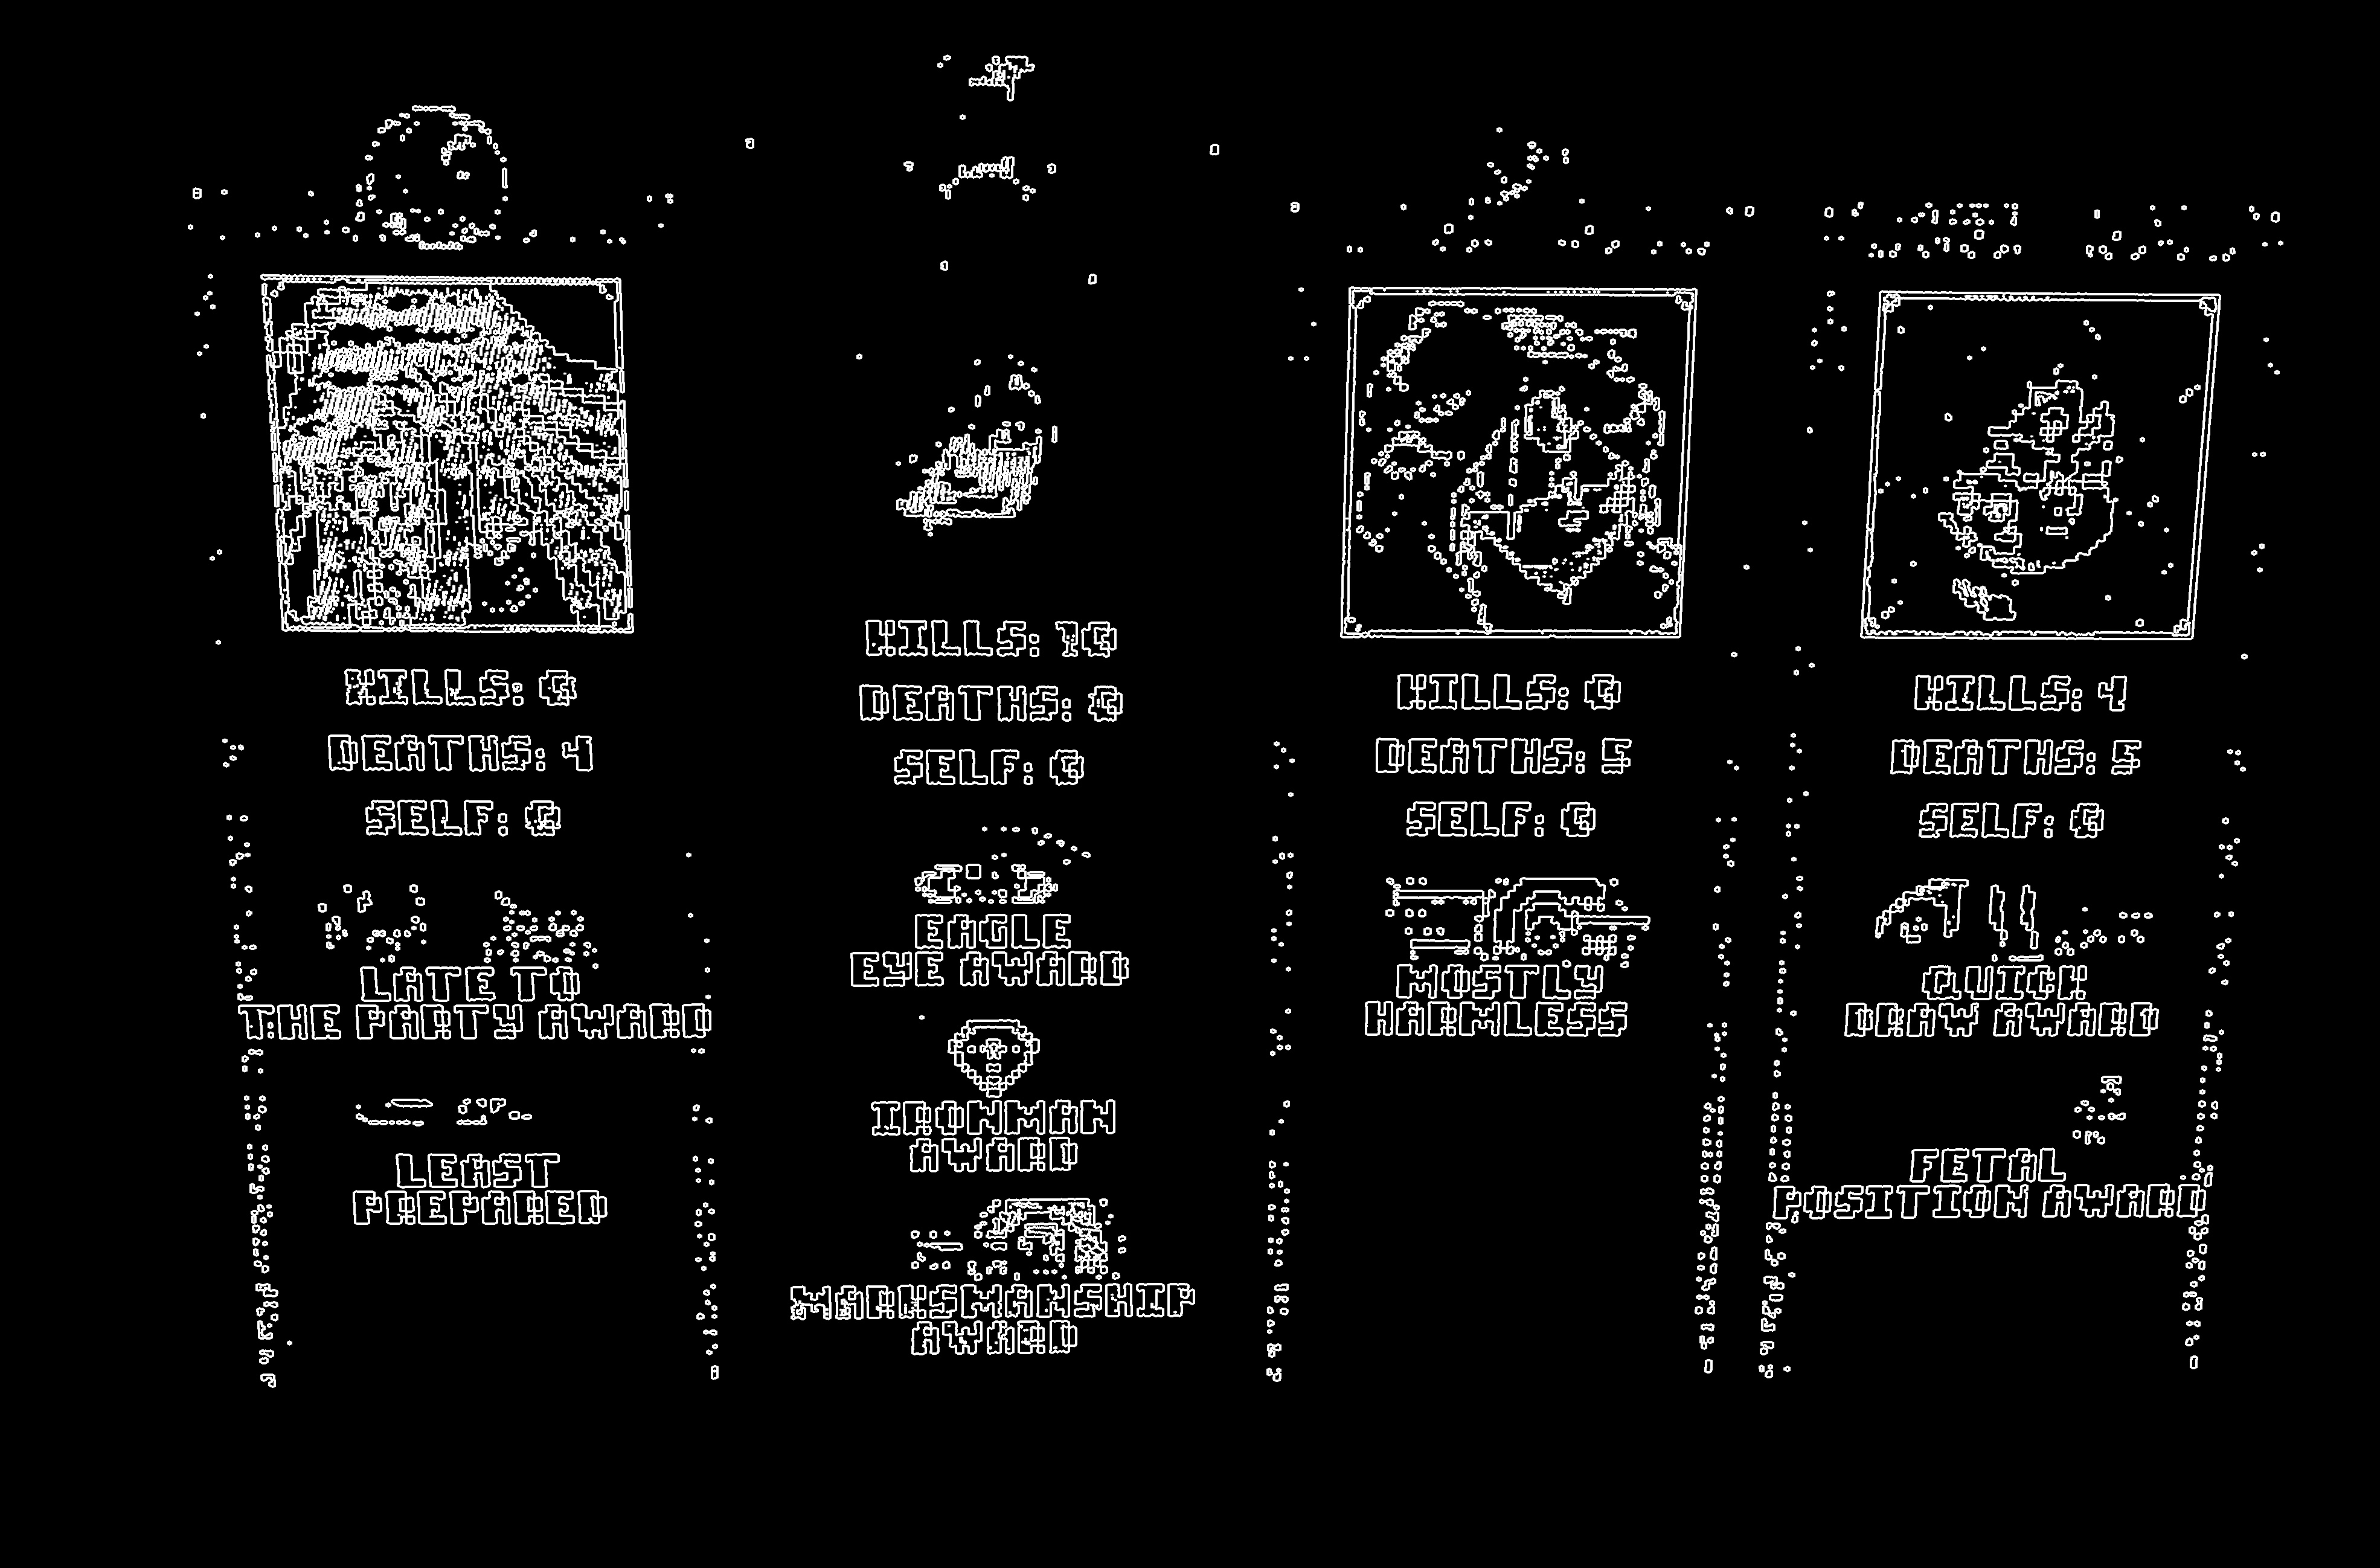 KILLS: 0
DEATHS: 4
SELF: 0
LATE TO
THE PARTY AWARD
LEAST
PREPARED
KILLS: 10
DEATHS: 0
SELF: 0
EAGLE
EYE AWARD
IRONMAN
AWARD
MARKSMANSHIP
AWARD
KILLS: 0
DEATHS: 5
SELF: 0
MOSTLY
HARMLESS
KILLS: 4
DEATHS: 5
SELF: 0
QUICK
DRAW AWARD
FETAL
POSITION AWARD